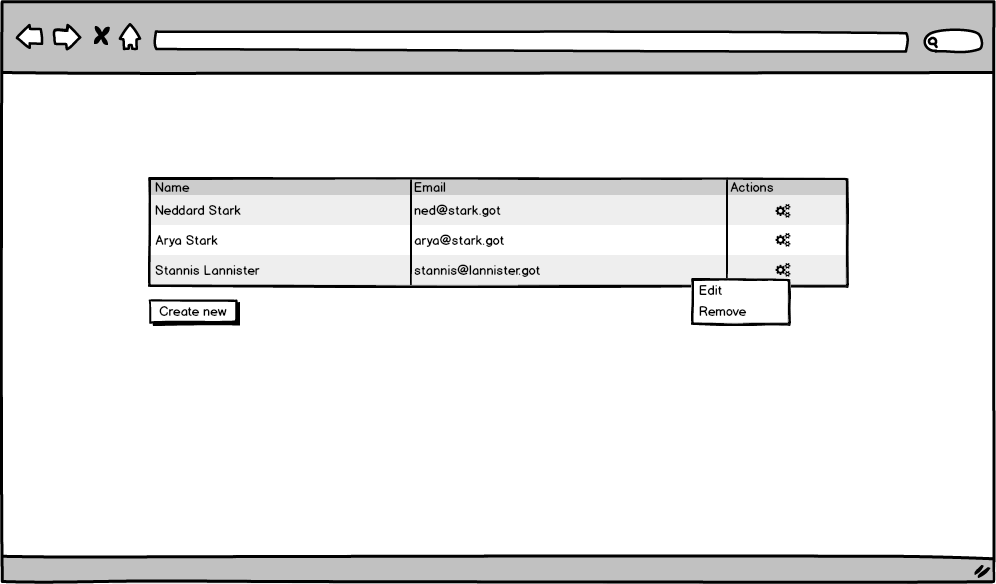 Name Email Actions
Neddard Stark ned@stark.got
Arya Stark arya@stark.got
Stannis Lannister stannis@lannister.got
Edit
Create new Remove